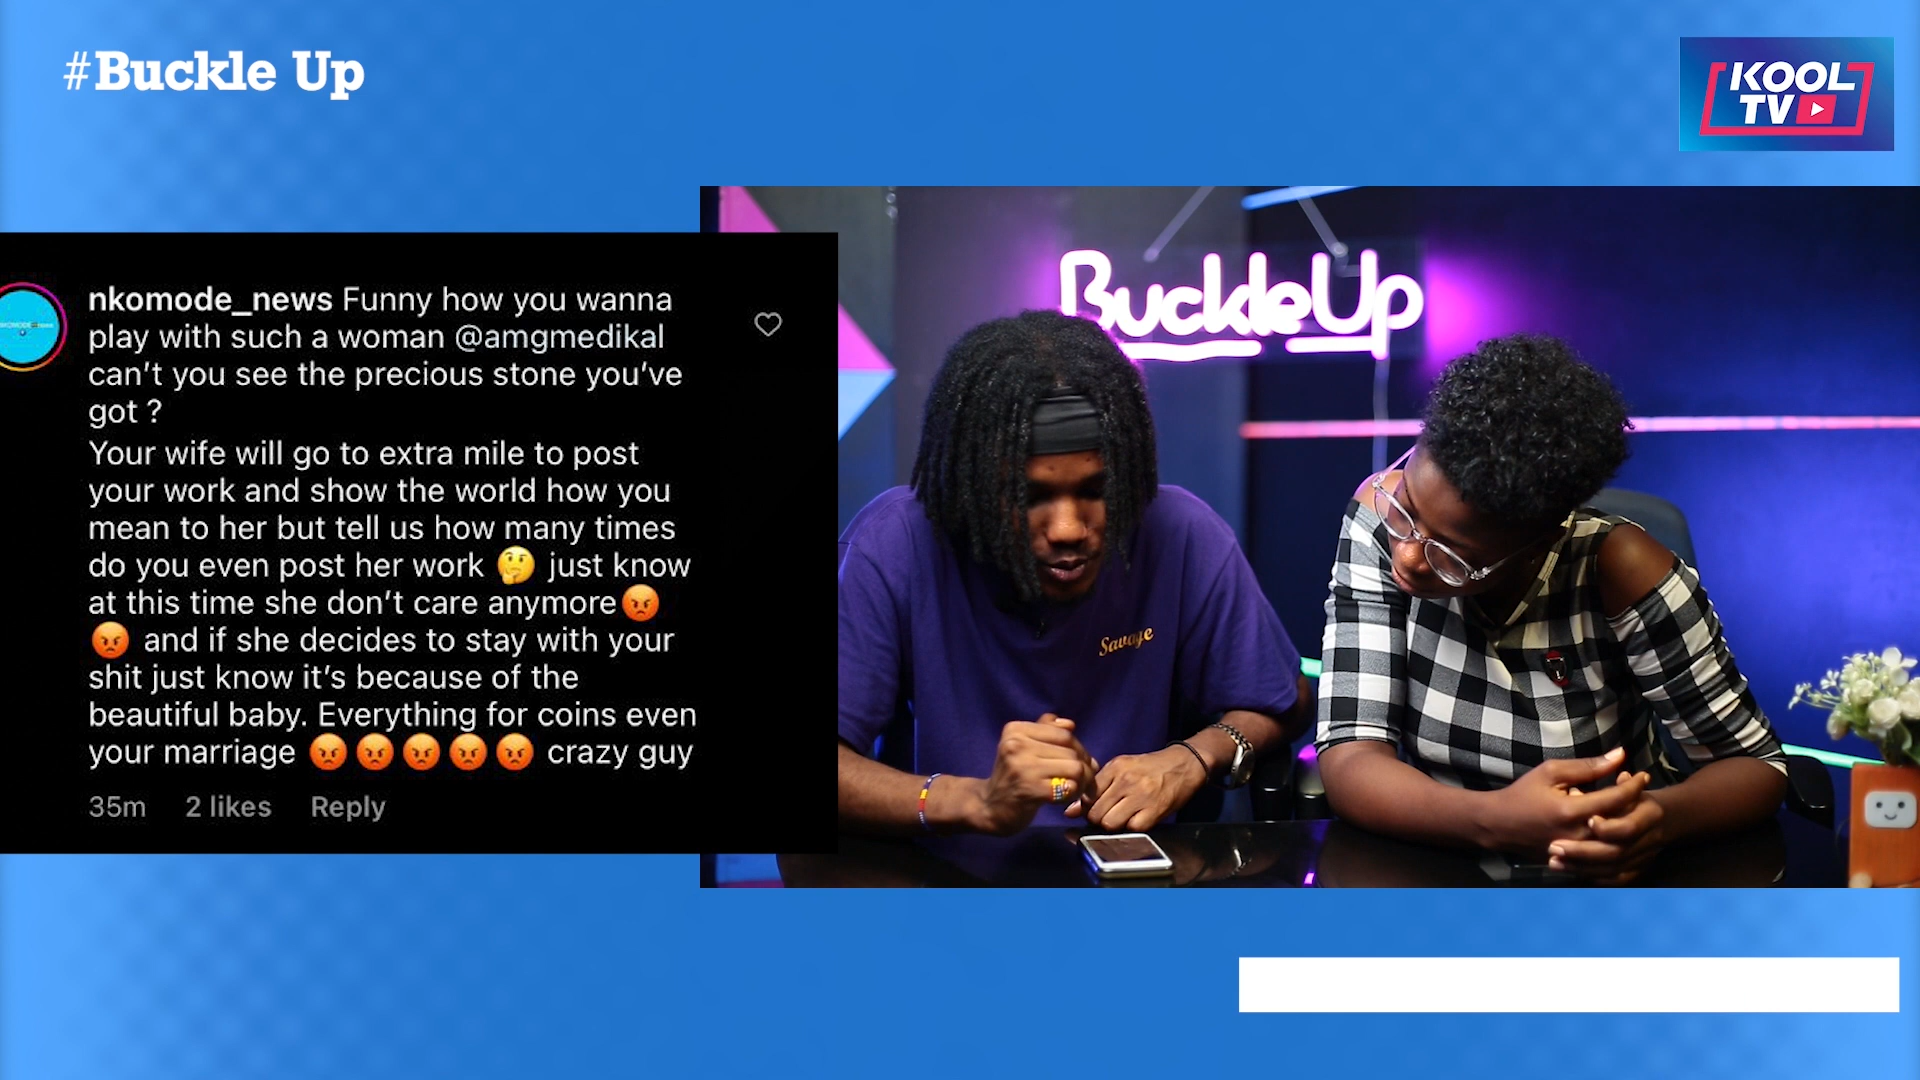 #Buckle Up
KOOL
TV
BuckleUp
nkomode_news Funny how you wanna
play with such a woman @amgmedikal
can’t you see the precious stone you’ve
got ?
Your wife will go to extra mile to post
your work and show the world how you
mean to her but tell us how many times
do you even post her work 🤔 just know
at this time she don’t care anymore😡
😡 and if she decides to stay with your
shit just know it’s because of the
beautiful baby. Everything for coins even
your marriage 😡😡😡😡😡 crazy guy
35m 2 likes Reply
Savage